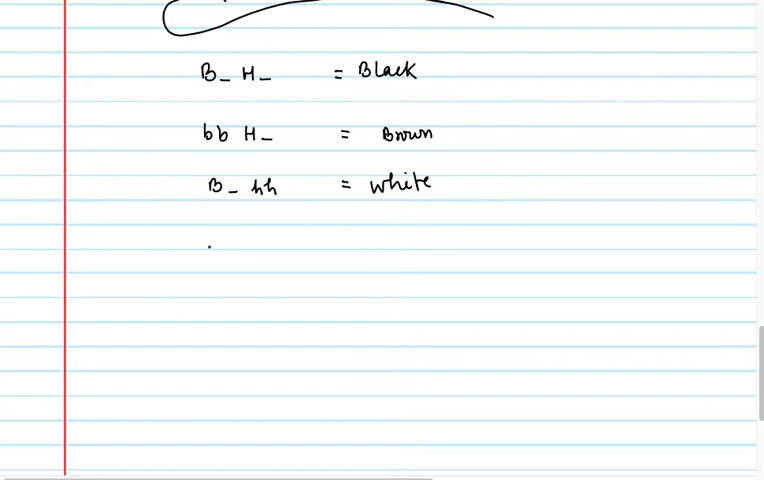 B_ H_ = Black
bb H_ = Brown
B_ hh = white